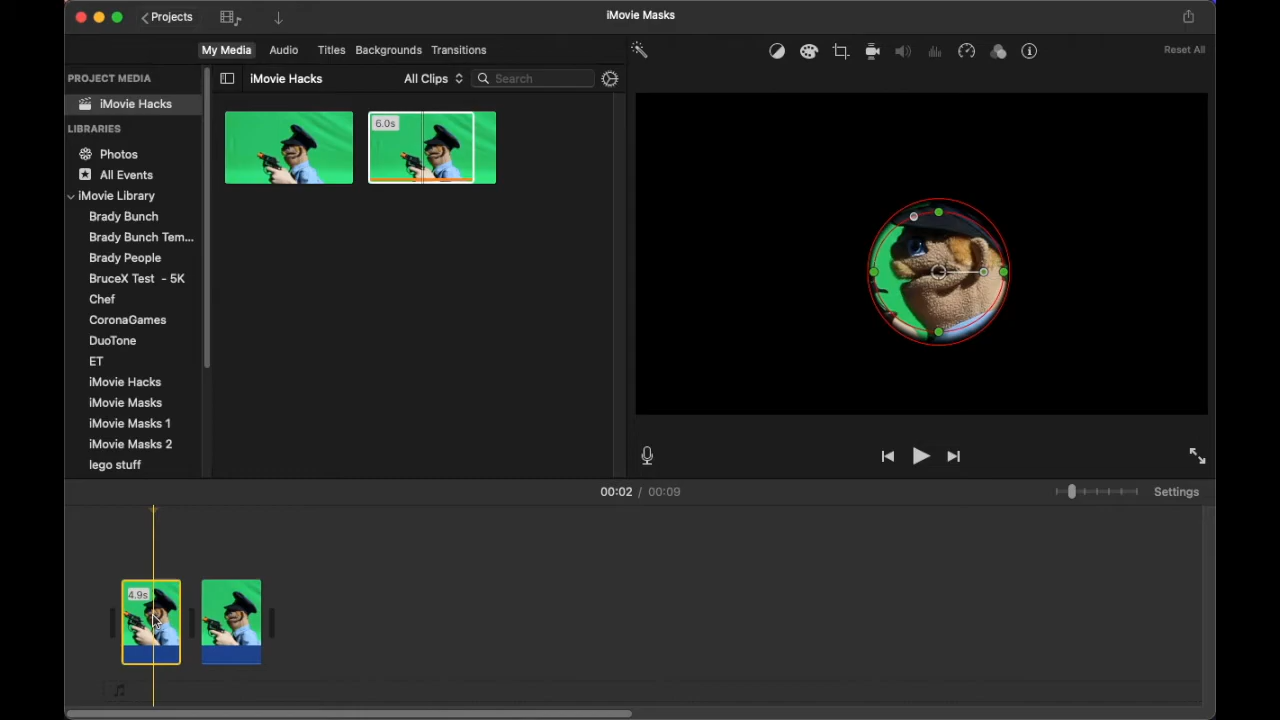 Projects
iMovie Masks
My Media Audio Titles Backgrounds Transitions
Reset All
PROJECT MEDIA
iMovie Hacks
All Clips
Search
iMovie Hacks
LIBRARIES
Photos
All Events
iMovie Library
Brady Bunch
Brady Bunch Tem...
Brady People
BruceX Test - 5K
Chef
CoronaGames
DuoTone
ET
iMovie Hacks
iMovie Masks
iMovie Masks 1
iMovie Masks 2
lego stuff
6.0s
00:02 / 00:09
Settings
4.9s